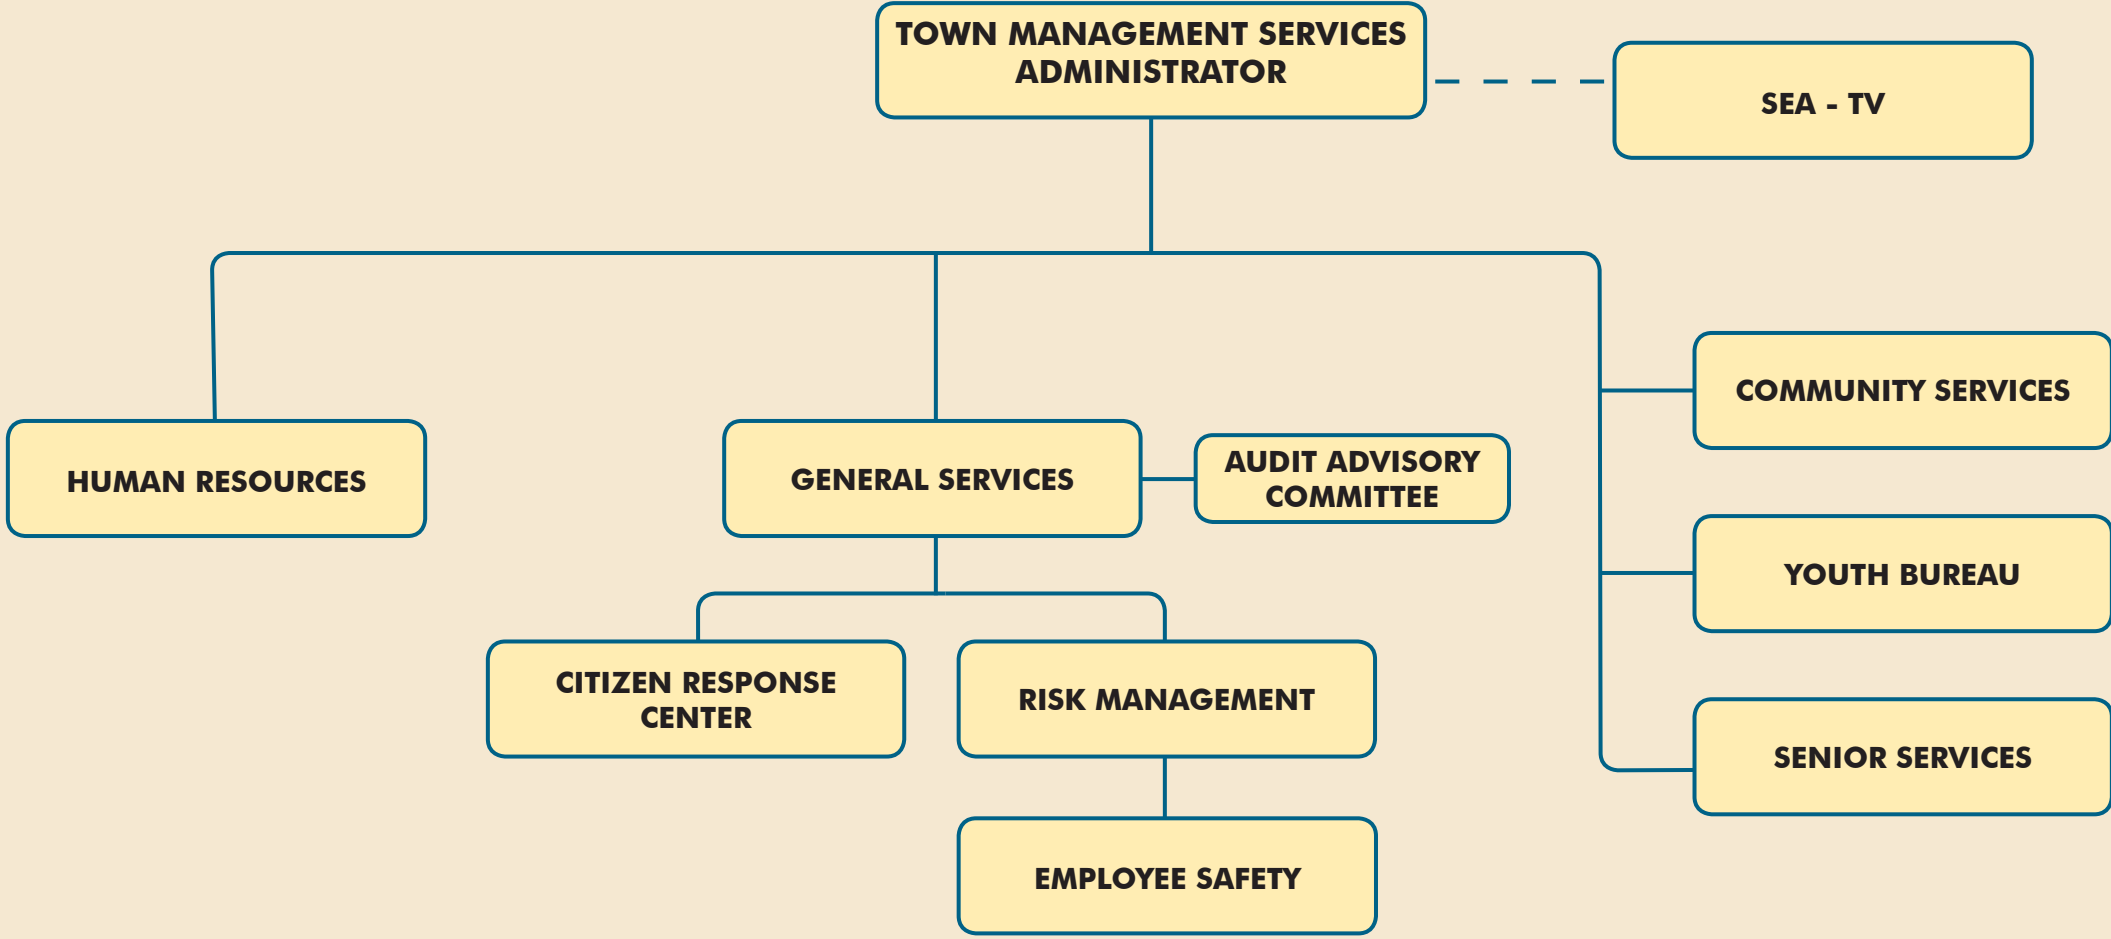 TOWN MANAGEMENT SERVICES
ADMINISTRATOR
SEA - TV
COMMUNITY SERVICES
HUMAN RESOURCES
GENERAL SERVICES
AUDIT ADVISORY
COMMITTEE
YOUTH BUREAU
CITIZEN RESPONSE
CENTER
RISK MANAGEMENT
SENIOR SERVICES
EMPLOYEE SAFETY